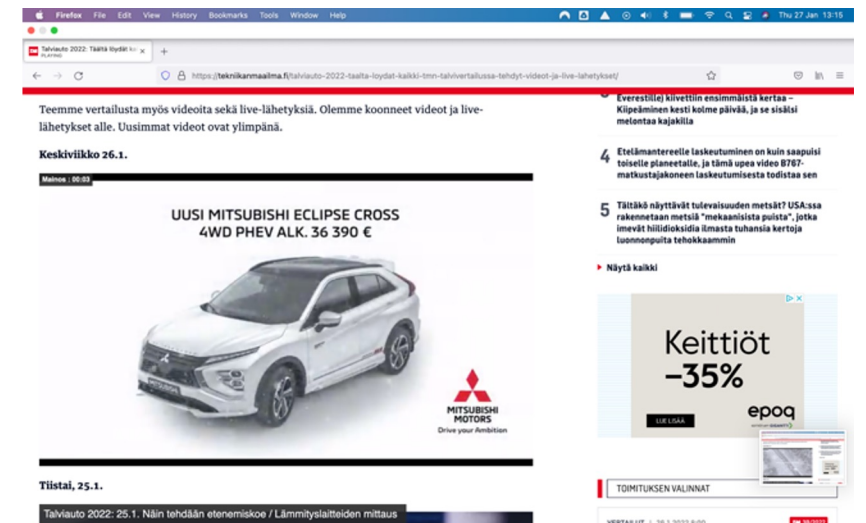 Firefox File Edit View History Bookmarks Tools Window Help
Thu 27 Jan 13:15
Talviauto 2022: Täältä löydät
PLAYING
https://tekniikanmaailma.fi/talviauto-2022-taalta-loydat-kaikki-tmn-talvivertailussa-tehdyt-videot-ja-live-lahetykset/
Teemme vertailusta myös videoita sekä live-lähetyksiä. Olemme koonneet videot ja live-
lähetykset alle. Uusimmat videot ovat ylimpänä.
Keskiviikko 26.1.
Mainos : 00:03
UUSI MITSUBISHI ECLIPSE CROSS
4WD PHEV ALK. 36 390 €
MITSUBISHI
MOTORS
Drive your Ambition
Tiistai, 25.1.
Talviauto 2022: 25.1. Näin tehdään etenemiskoe / Lämmityslaitteiden mittaus
Everestille) kiivettiin ensimmäistä kertaa –
Kiipeäminen kesti kolme päivää, ja se sisälsi
melontaa kajakilla
4 Etelämantereelle laskeutuminen on kuin saapuisi
toiselle planeetalle, ja tämä upea video B767-
matkustajakoneen laskeutumisesta todistaa sen
5 Tältäkö näyttävät tulevaisuuden metsät? USA:ssa
rakennetaan metsiä "mekaanisista puista", jotka
imevät hiilidioksidia ilmasta tuhansia kertoja
luonnonpuita tehokkaammin
Näytä kaikki
Keittiöt
–35%
LUE LISÄÄ
epoq
TOIMITUKSEN VALINNAT